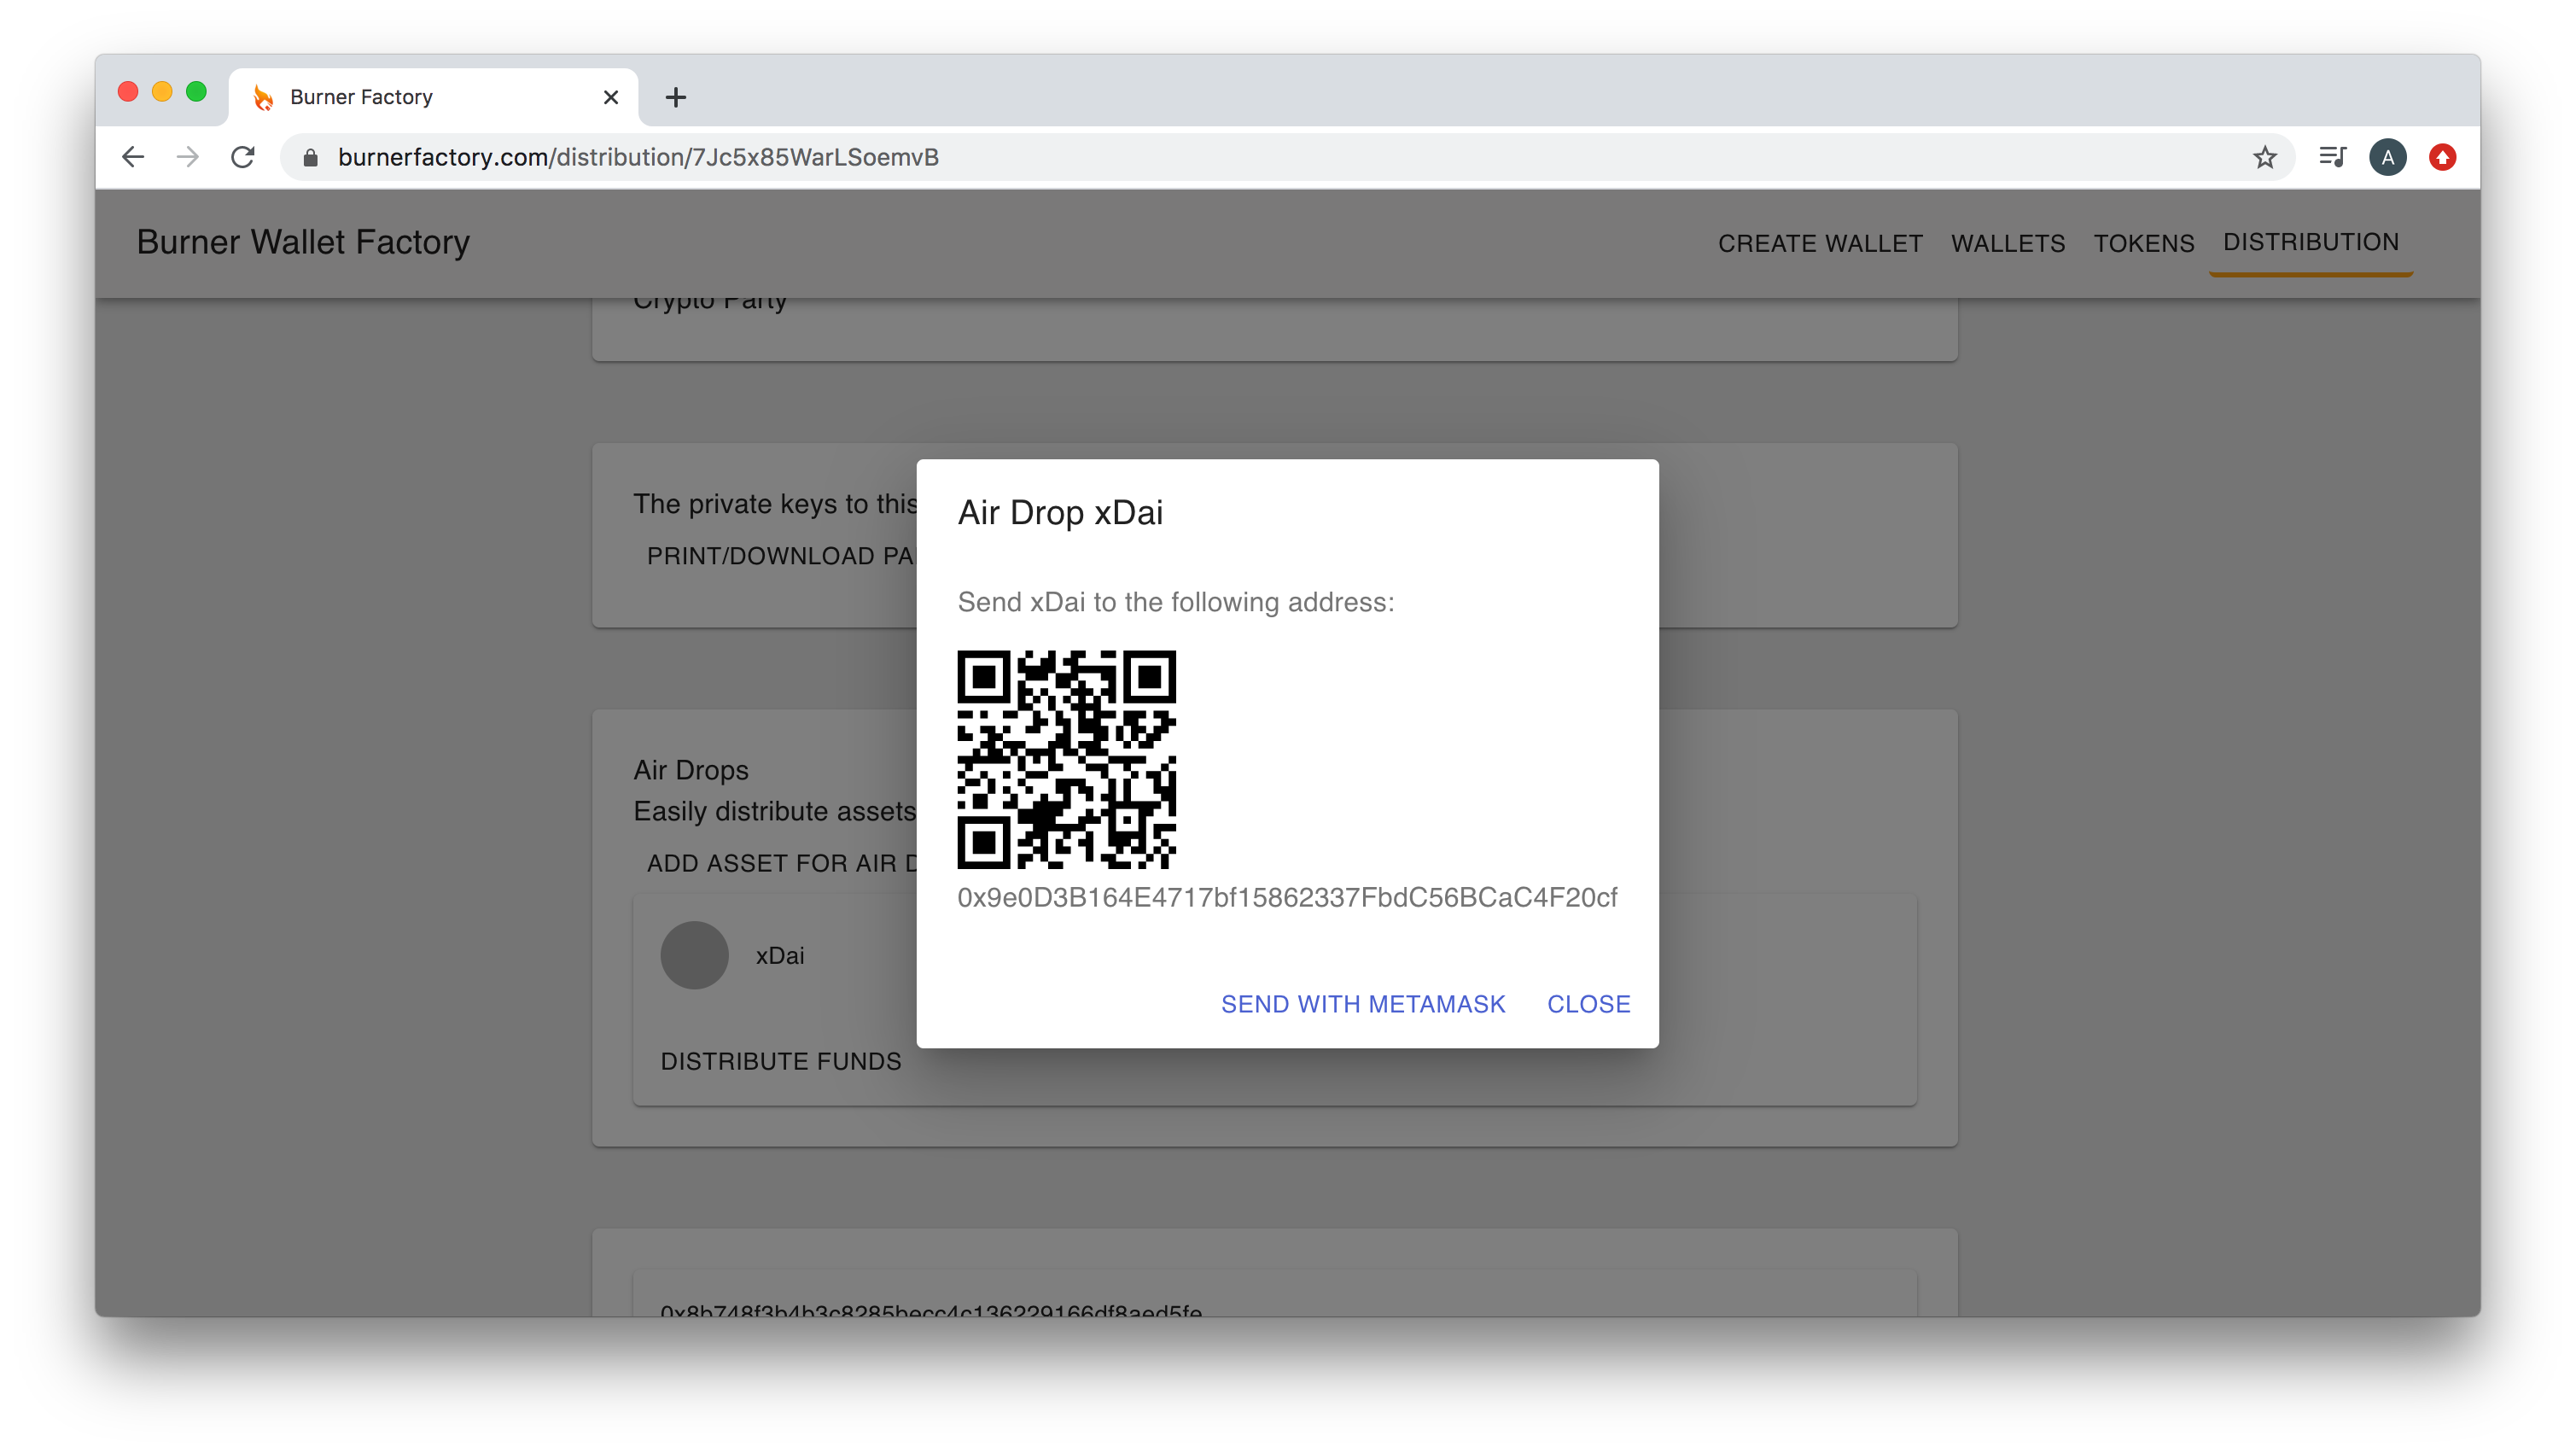 Burner Factory
burnerfactory.com/distribution/7Jc5x85WarLSoemvB
A
Burner Wallet Factory
CREATE WALLET
WALLETS
TOKENS
DISTRIBUTION
Crypto Party
The private keys to this
PRINT/DOWNLOAD PA
Air Drops
Easily distribute assets
ADD ASSET FOR AIR D
xDai
DISTRIBUTE FUNDS
Air Drop xDai
Send xDai to the following address:
0x9e0D3B164E4717bf15862337FbdC56BCaC4F20cf
SEND WITH METAMASK
CLOSE
0x8b748f3b4b3c8285becc4c136229166df8aed5fe